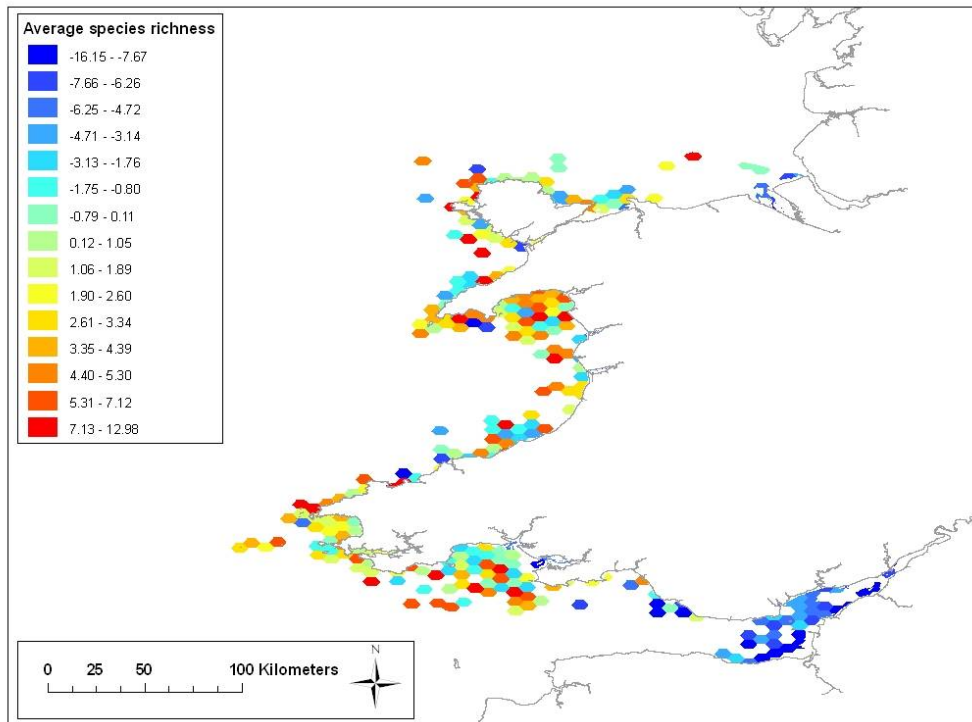 Average species richness
-16.15 - -7.67
-7.66 - -6.26
-6.25 - -4.72
-4.71 - -3.14
-3.13 - -1.76
-1.75 - -0.80
-0.79 - 0.11
0.12 - 1.05
1.06 - 1.89
1.90 - 2.60
2.61 - 3.34
3.35 - 4.39
4.40 - 5.30
5.31 - 7.12
7.13 - 12.98
0 25 50 100 Kilometers